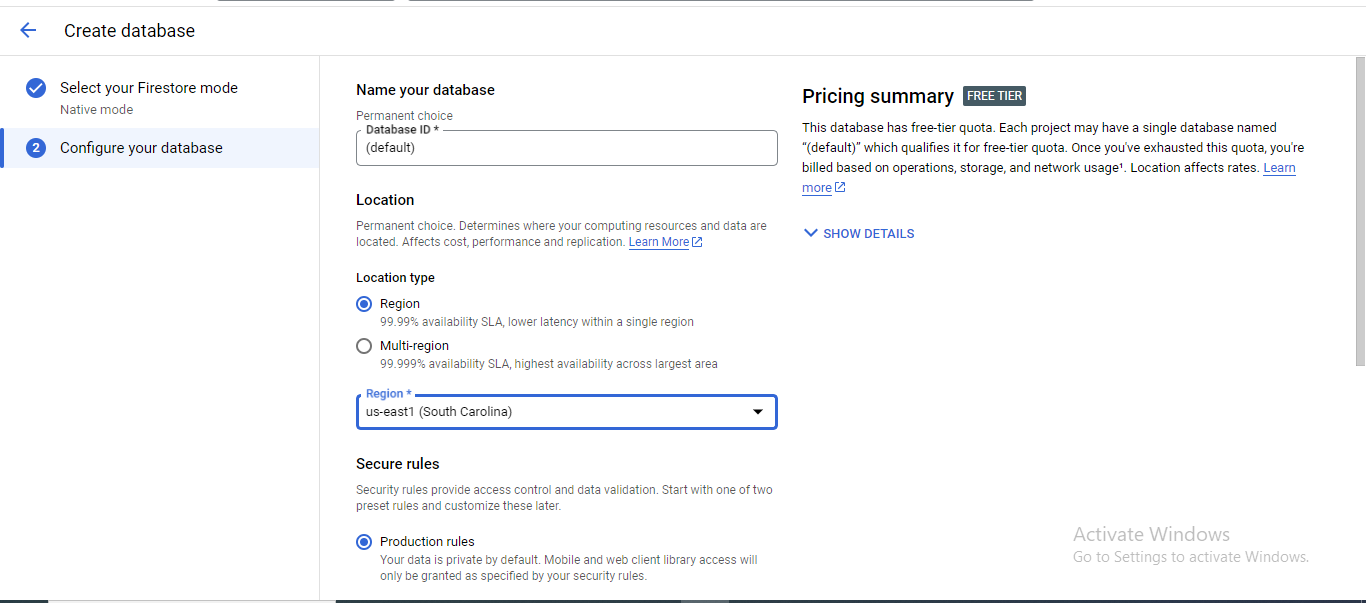 Create database
Select your Firestore mode
Native mode
2
Configure your database
Name your database
Permanent choice
Database ID *
(default)
Location
Permanent choice. Determines where your computing resources and data are
located. Affects cost, performance and replication. Learn More
Location type
Region
99.99% availability SLA, lower latency within a single region
Multi-region
99.999% availability SLA, highest availability across largest area
Region *
us-east1 (South Carolina)
Secure rules
Security rules provide access control and data validation. Start with one of two
preset rules and customize these later.
Production rules
Your data is private by default. Mobile and web client library access will
only be granted as specified by your security rules.
Pricing summary FREE TIER
This database has free-tier quota. Each project may have a single database named
“(default)” which qualifies it for free-tier quota. Once you've exhausted this quota, you're
billed based on operations, storage, and network usage¹. Location affects rates. Learn
more
SHOW DETAILS
Activate Windows
Go to Settings to activate Windows.